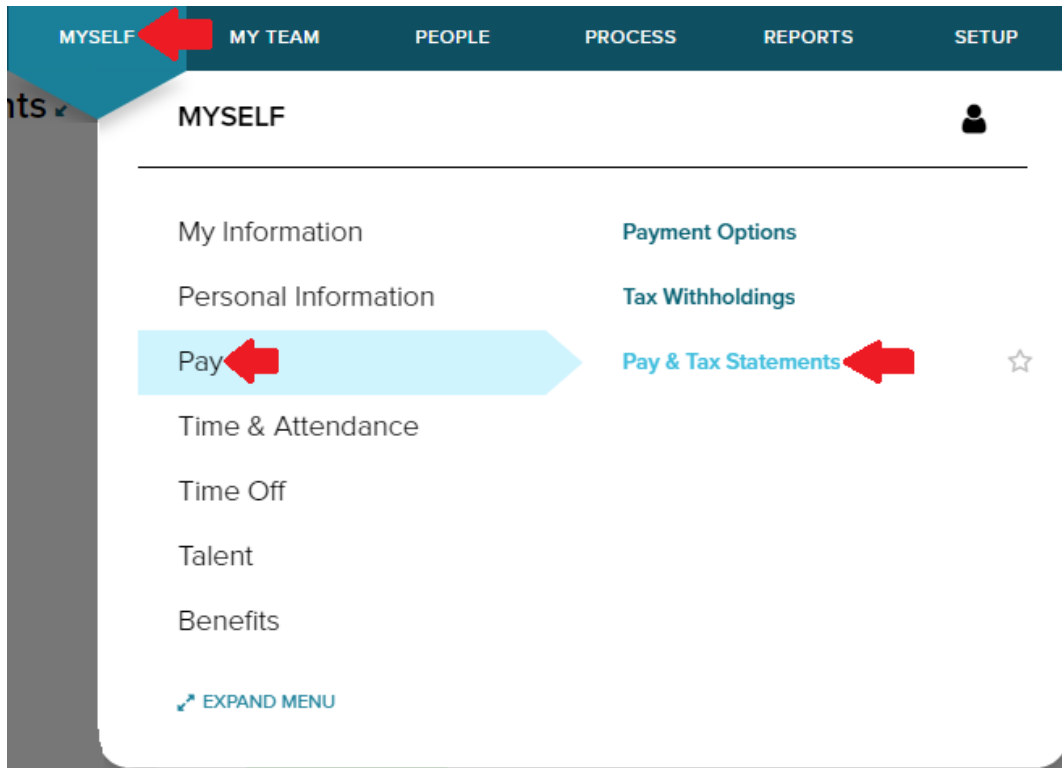 MYSELF MY TEAM PEOPLE PROCESS REPORTS SETUP
nts
MYSELF
My Information Payment Options
Personal Information Tax Withholdings
Pay Pay & Tax Statements
Time & Attendance
Time Off
Talent
Benefits
EXPAND MENU